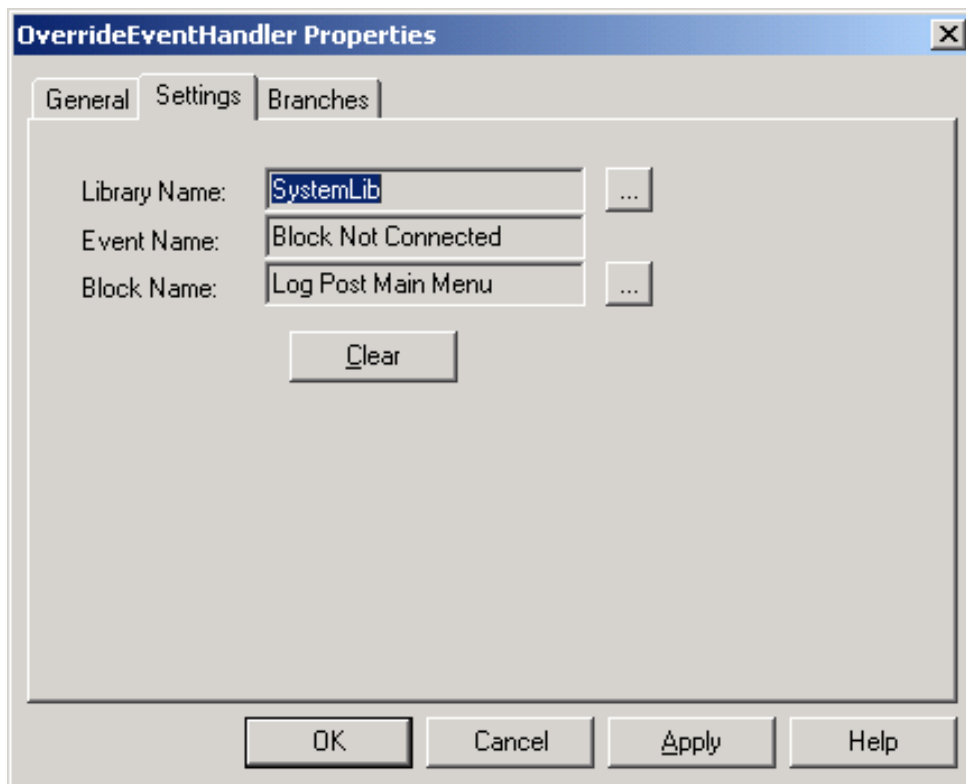 OverrideEventHandler Properties
General Settings Branches
Library Name: SystemLib ...
Event Name: Block Not Connected
Block Name: Log Post Main Menu ...
Clear
OK Cancel Apply Help